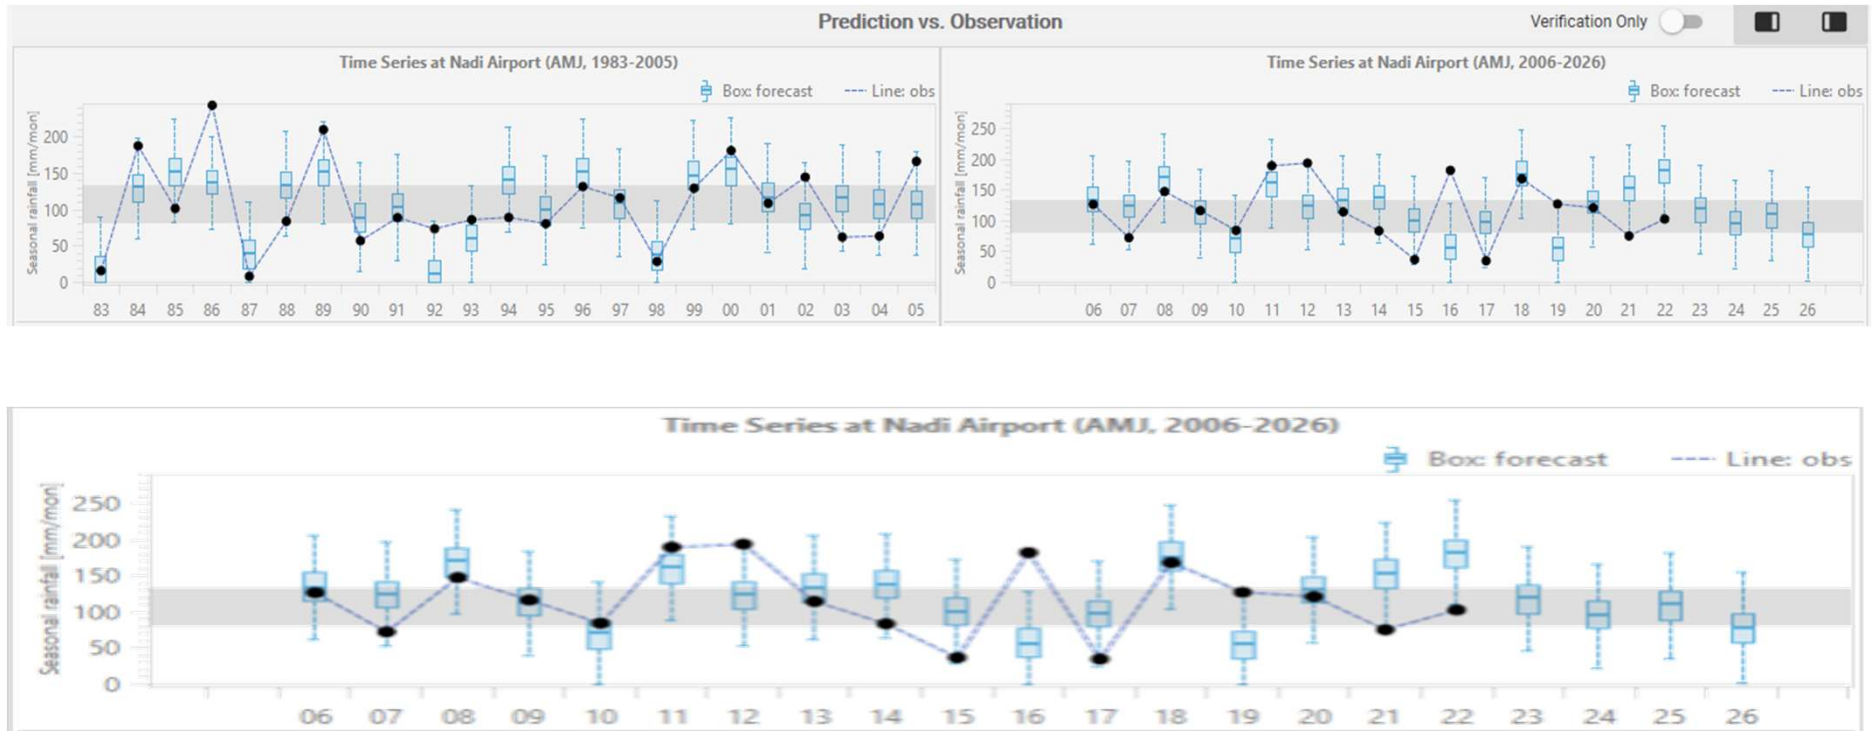 Prediction vs. Observation
Verification Only
Time Series at Nadi Airport (AMJ, 1983-2005)
Box: forecast Line: obs
Seasonal rainfall [mm/mon]
200
150
100
50
0
83 84 85 86 87 88 89 90 91 92 93 94 95 96 97 98 99 00 01 02 03 04 05
Time Series at Nadi Airport (AMJ, 2006-2026)
Box: forecast Line: obs
Seasonal rainfall [mm/mon]
250
200
150
100
50
0
06 07 08 09 10 11 12 13 14 15 16 17 18 19 20 21 22 23 24 25 26
Time Series at Nadi Airport (AMJ, 2006-2026)
Box: forecast Line: obs
Seasonal rainfall [mm/mon]
250
200
150
100
50
0
06 07 08 09 10 11 12 13 14 15 16 17 18 19 20 21 22 23 24 25 26